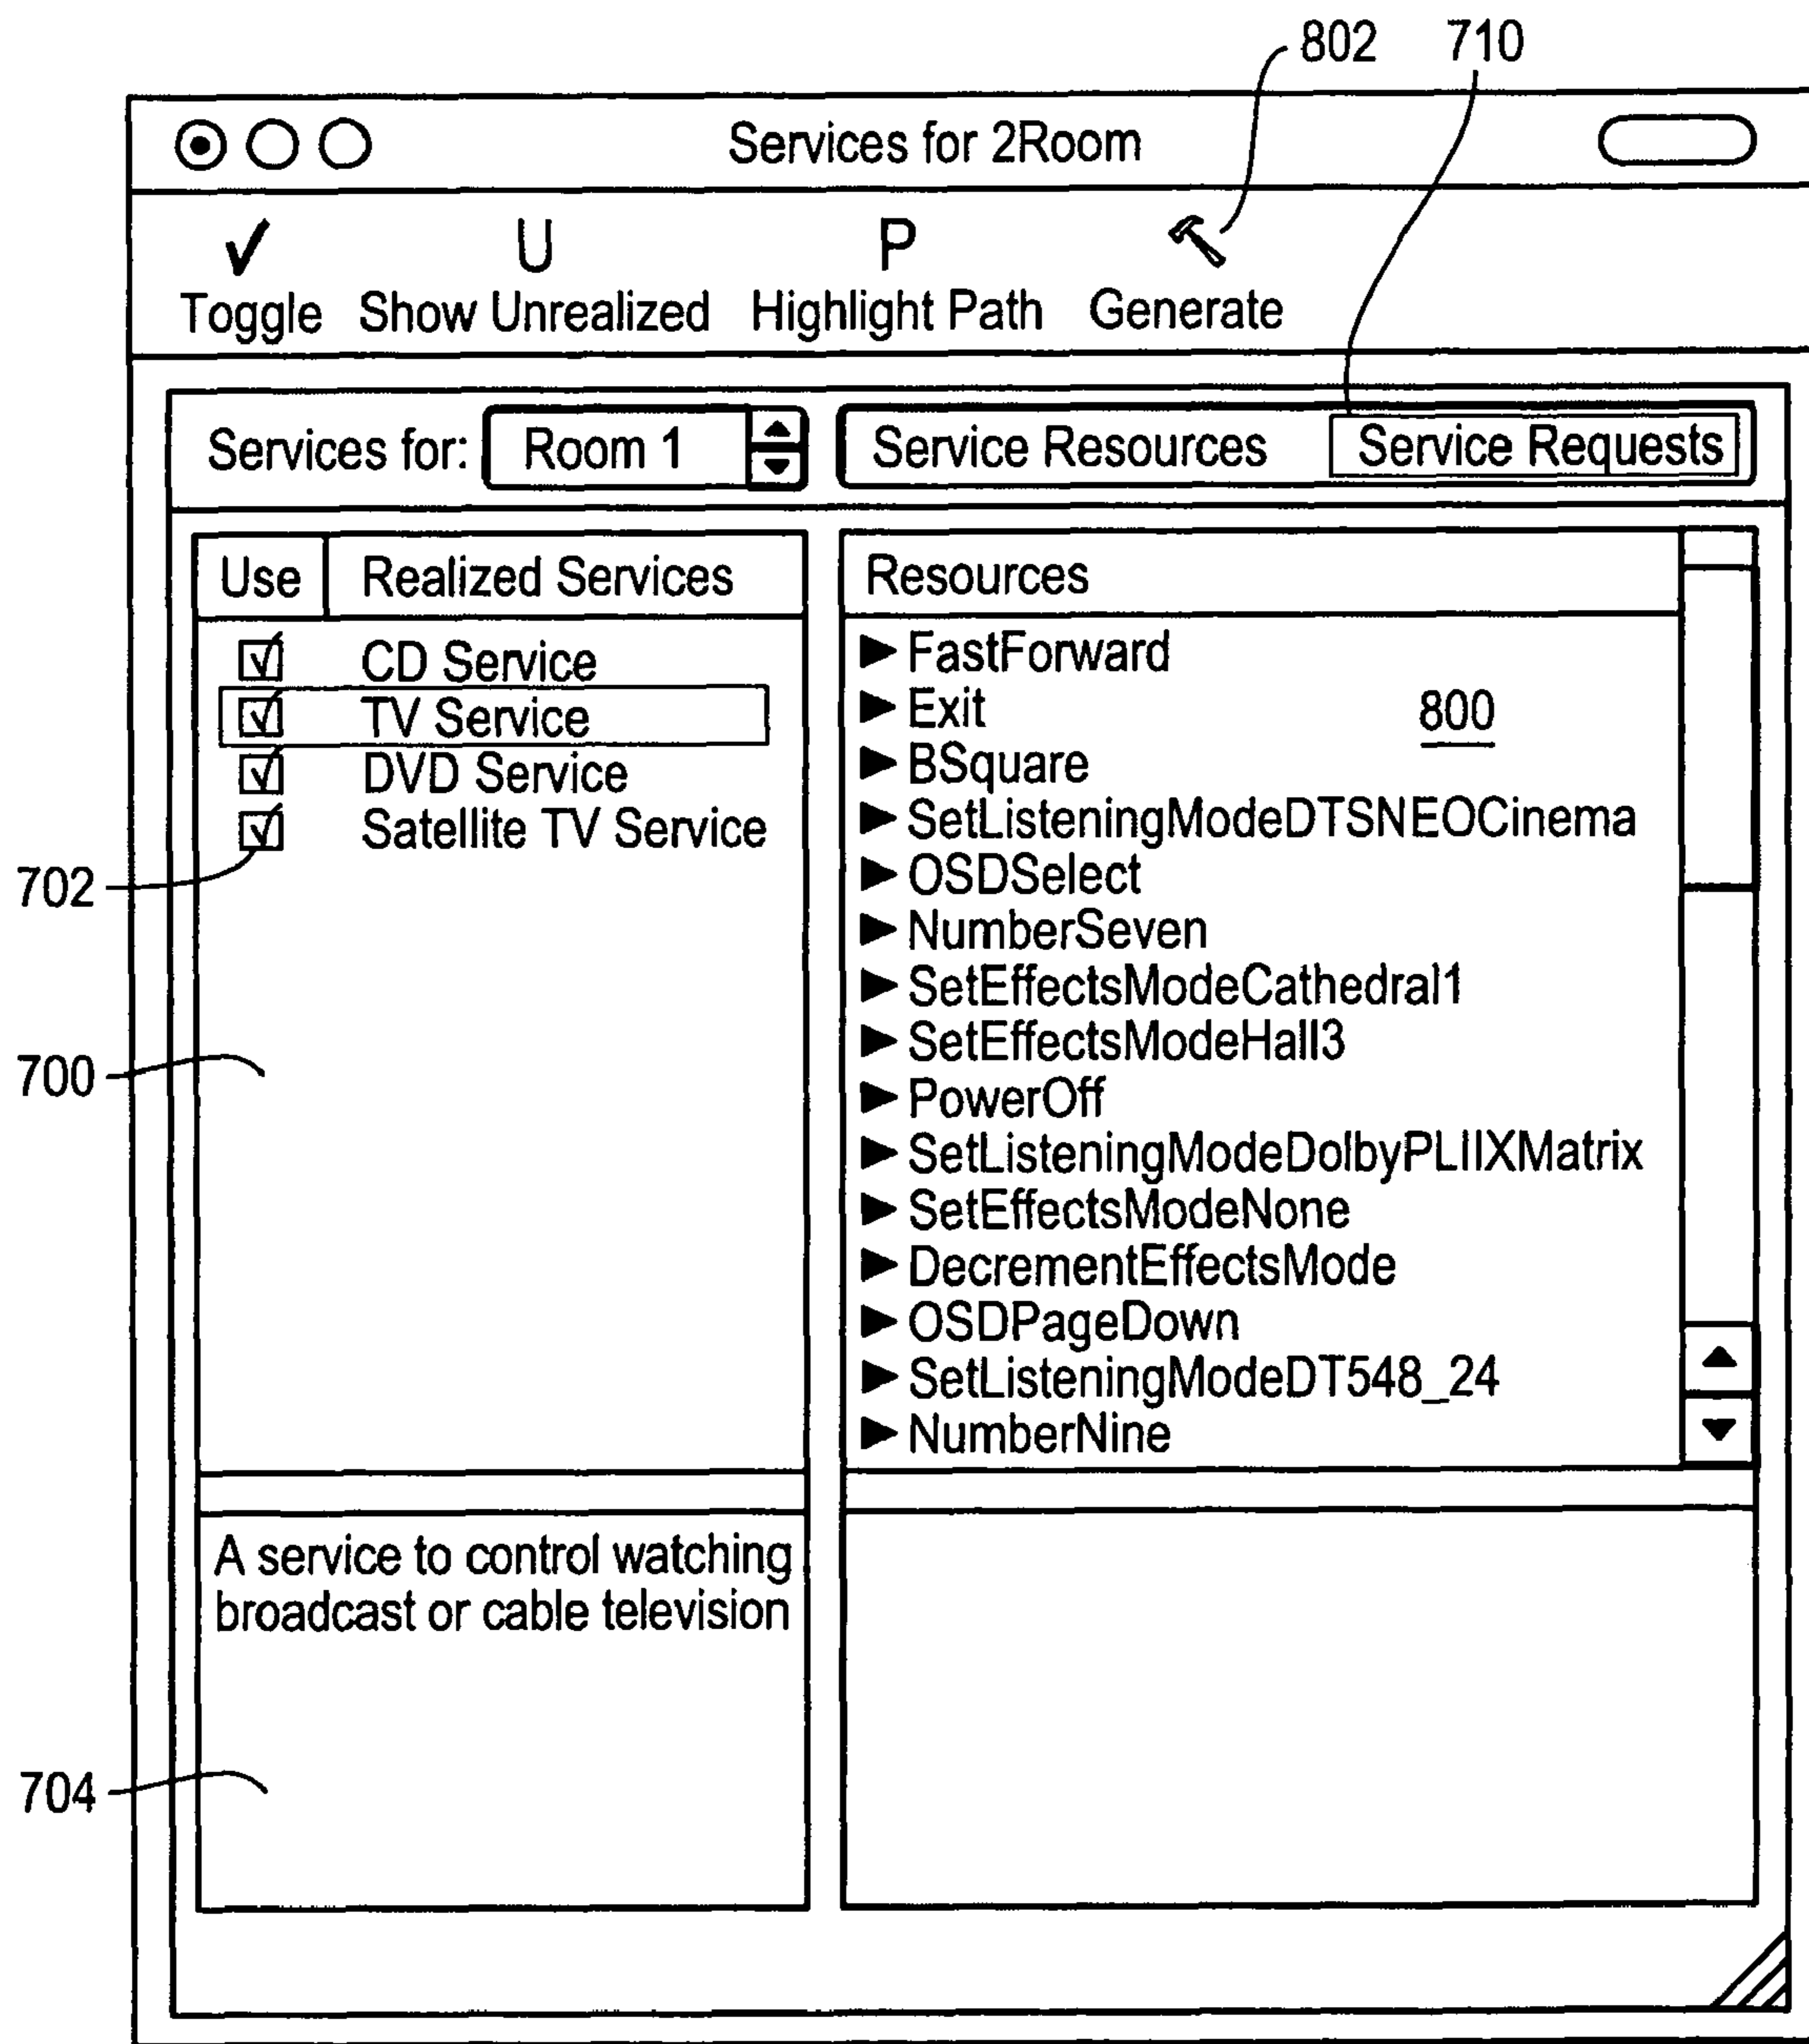 802 710
Services for 2Room
U P
Toggle Show Unrealized Highlight Path Generate
Services for: Room 1 Service Resources Service Requests
Use Realized Services
CD Service
TV Service
DVD Service
Satellite TV Service
702
700
Resources
FastForward
Exit
800
BSquare
SetListeningModeDTSNEOCinema
OSDSelect
NumberSeven
SetEffectsModeCathedral1
SetEffectsModeHall3
PowerOff
SetListeningModeDolbyPLIIXMatrix
SetEffectsModeNone
DecrementEffectsMode
OSDPageDown
SetListeningModeDT548_24
NumberNine
A service to control watching
broadcast or cable television
704